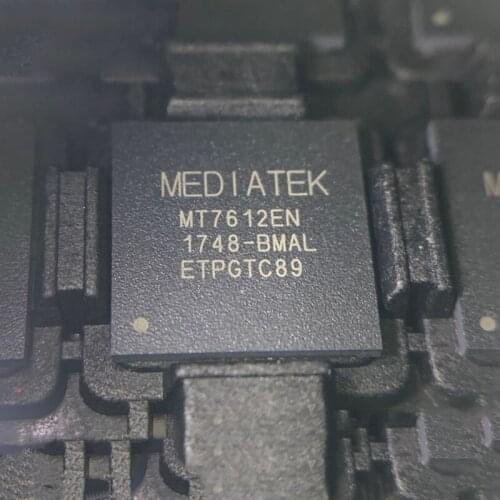 MEDIATEK
MT7612EN
1748-BMAL
ETPGTC89